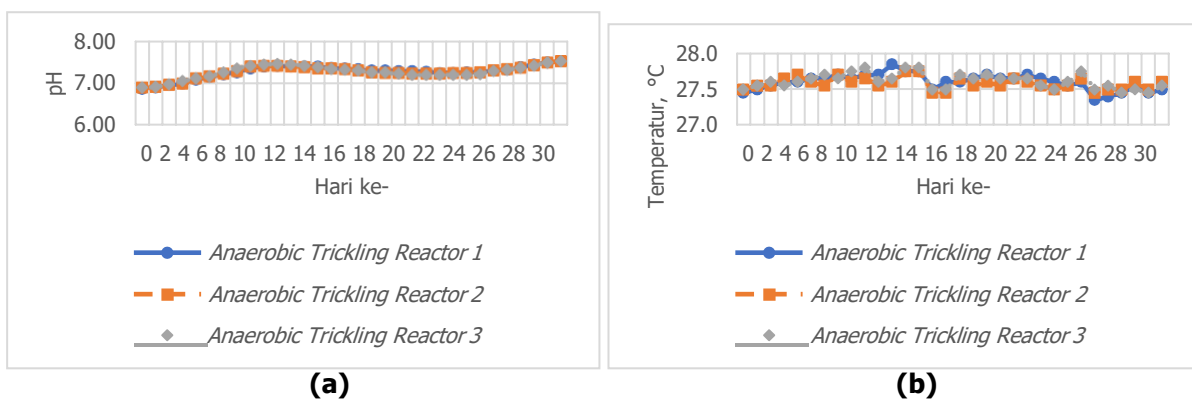 8.00
7.00
6.00
pH
0 2 4 6 8 10 12 14 16 18 20 22 24 26 28 30
Hari ke-
Anaerobic Trickling Reactor 1
Anaerobic Trickling Reactor 2
Anaerobic Trickling Reactor 3
(a)
28.0
27.5
27.0
Temperatur, °C
0 2 4 6 8 10 12 14 16 18 20 22 24 26 28 30
Hari ke-
Anaerobic Trickling Reactor 1
Anaerobic Trickling Reactor 2
Anaerobic Trickling Reactor 3
(b)